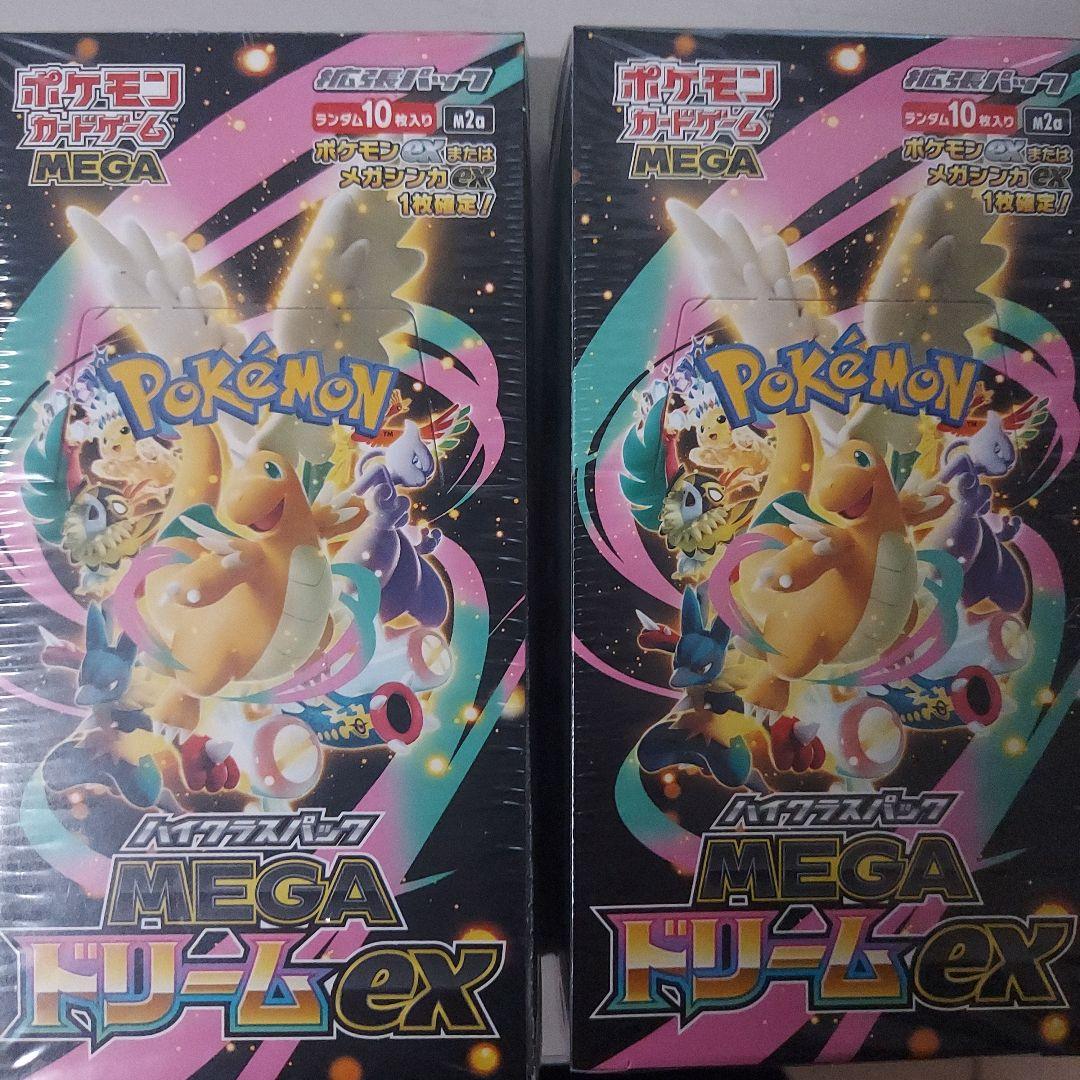 ポケモン
カードゲーム™
MEGA
拡張パック
ランダム10枚入り
M2a
ポケモンexまたは
メガシンカex
1枚確定!
POKéMON™
ハイクラスパック
MEGA
ドリームex
ポケモン
カードゲーム™
MEGA
拡張パック
ランダム10枚入り
M2a
ポケモンexまたは
メガシンカex
1枚確定!
POKéMON™
ハイクラスパック
MEGA
ドリームex